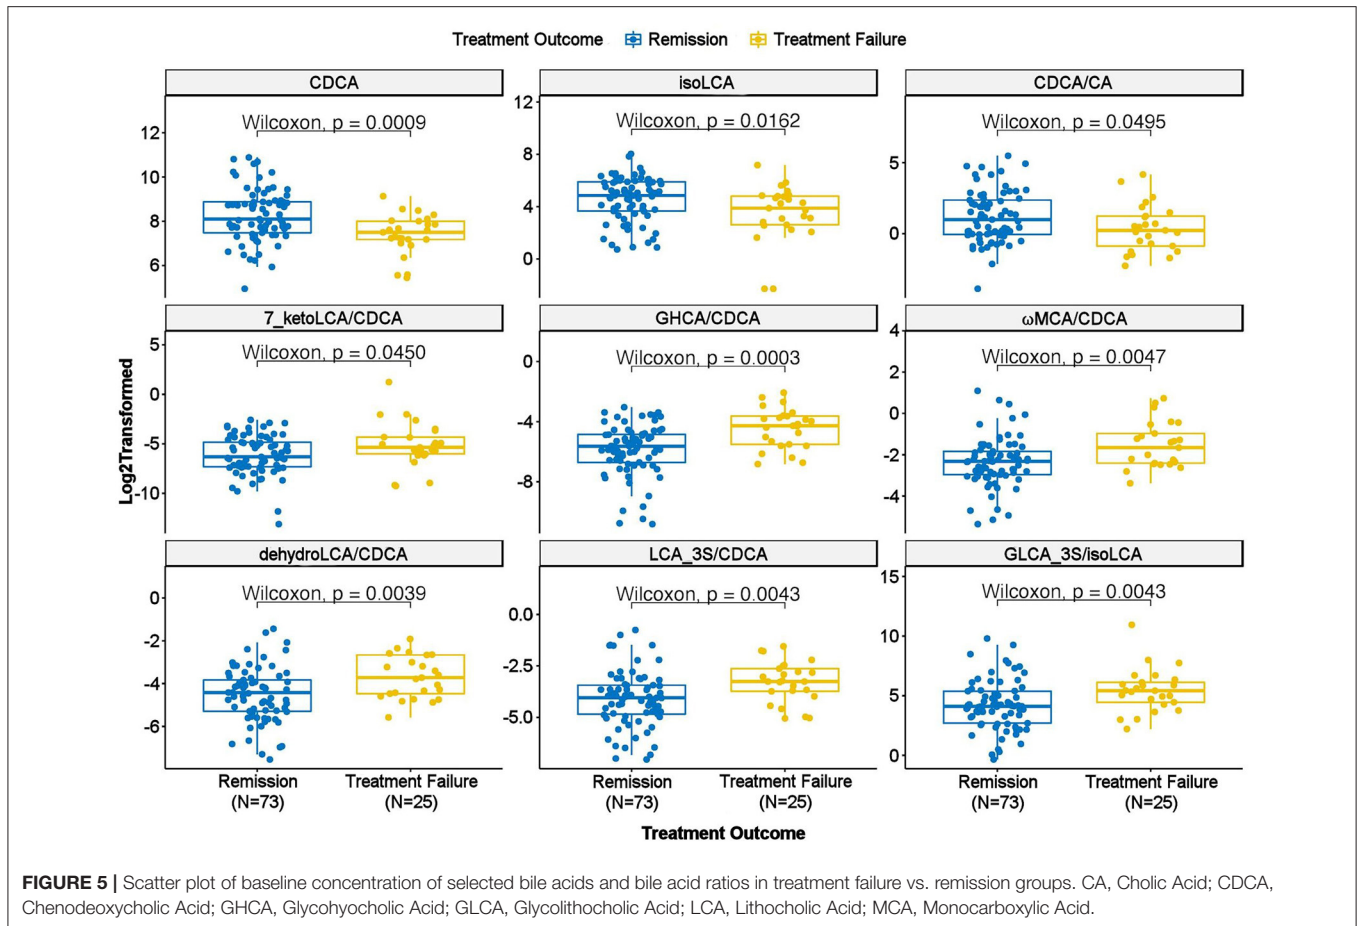 Treatment Outcome Remission Treatment Failure
CDCA isoLCA CDCA/CA
Wilcoxon, p = 0.0009 Wilcoxon, p = 0.0162 Wilcoxon, p = 0.0495
12 10 8 6
12 8 4 0
5 0
7_ketoLCA/CDCA GHCA/CDCA ωMCA/CDCA
Wilcoxon, p = 0.0450 Wilcoxon, p = 0.0003 Wilcoxon, p = 0.0047
5 0 -5 -10
0 -4 -8
4 2 0 -2 -4
Log2Transformed
dehydroLCA/CDCA LCA_3S/CDCA GLCA_3S/isoLCA
Wilcoxon, p = 0.0039 Wilcoxon, p = 0.0043 Wilcoxon, p = 0.0043
0 -2 -4 -6
0.0 -2.5 -5.0
15 10 5 0
Remission Treatment Failure Remission Treatment Failure Remission Treatment Failure
(N=73) (N=25) (N=73) (N=25) (N=73) (N=25)
Treatment Outcome
FIGURE 5 | Scatter plot of baseline concentration of selected bile acids and bile acid ratios in treatment failure vs. remission groups. CA, Cholic Acid; CDCA,
Chenodeoxycholic Acid; GHCA, Glycohyocholic Acid; GLCA, Glycolithocholic Acid; LCA, Lithocholic Acid; MCA, Monocarboxylic Acid.